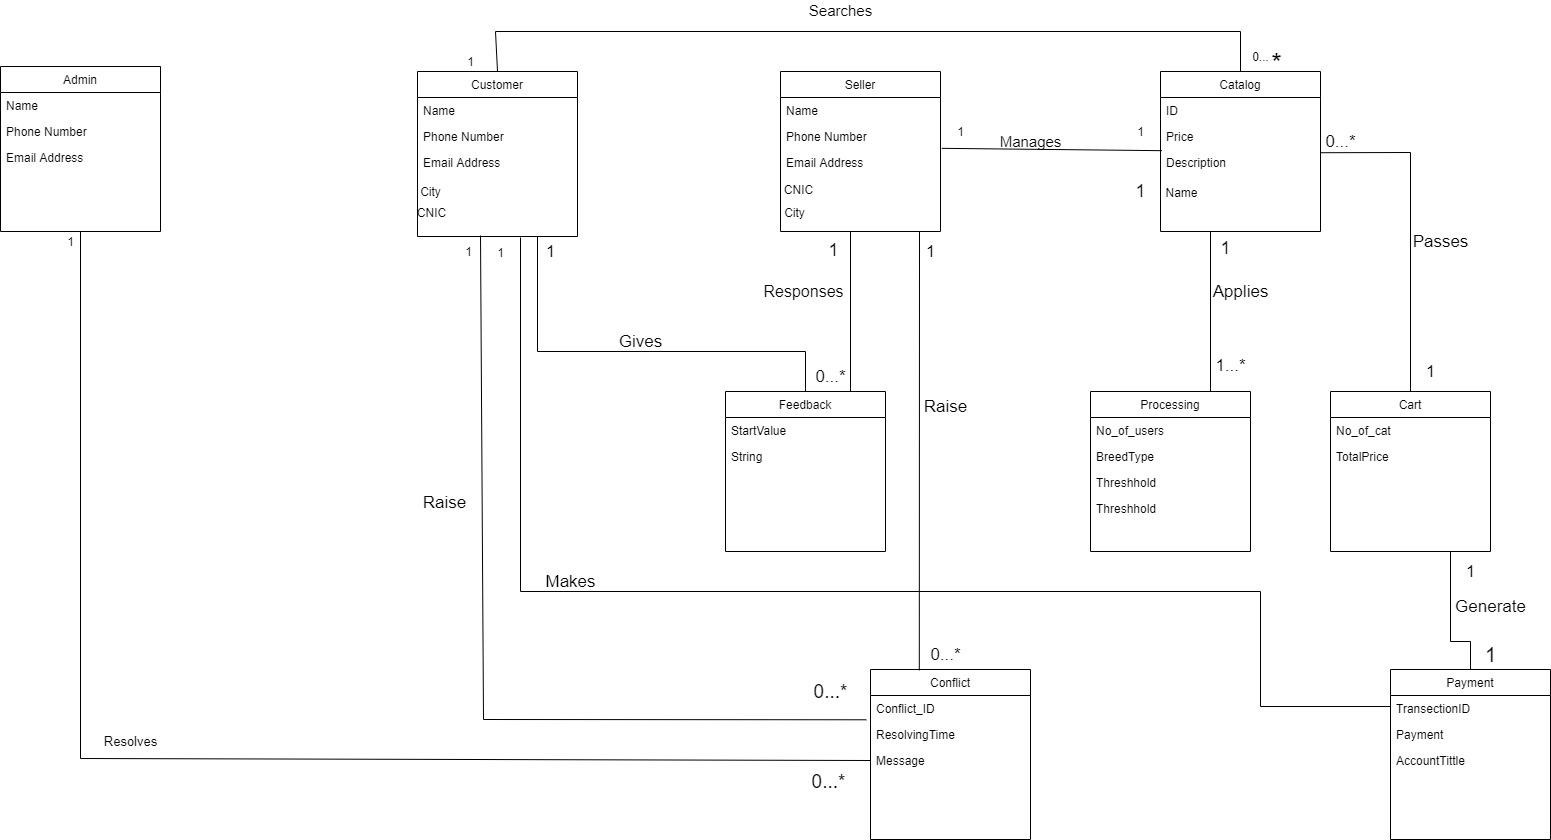 Searches
1
0... *
Admin
Name
Phone Number
Email Address
1
Customer
Name
Phone Number
Email Address
City
CNIC
1
1
1
Seller
Name
Phone Number
Email Address
CNIC
City
1
1
1
Manages
1
1
Catalog
ID
Price
Description
Name
0...*
1
Passes
Responses
Applies
Gives
0...*
1...*
1
Feedback
StartValue
String
Raise
Processing
No_of_users
BreedType
Threshhold
Threshhold
Cart
No_of_cat
TotalPrice
Raise
Makes
1
Generate
0...*
1
0...*
Conflict
Conflict_ID
ResolvingTime
Message
Payment
TransectionID
Payment
AccountTittle
Resolves
0...*